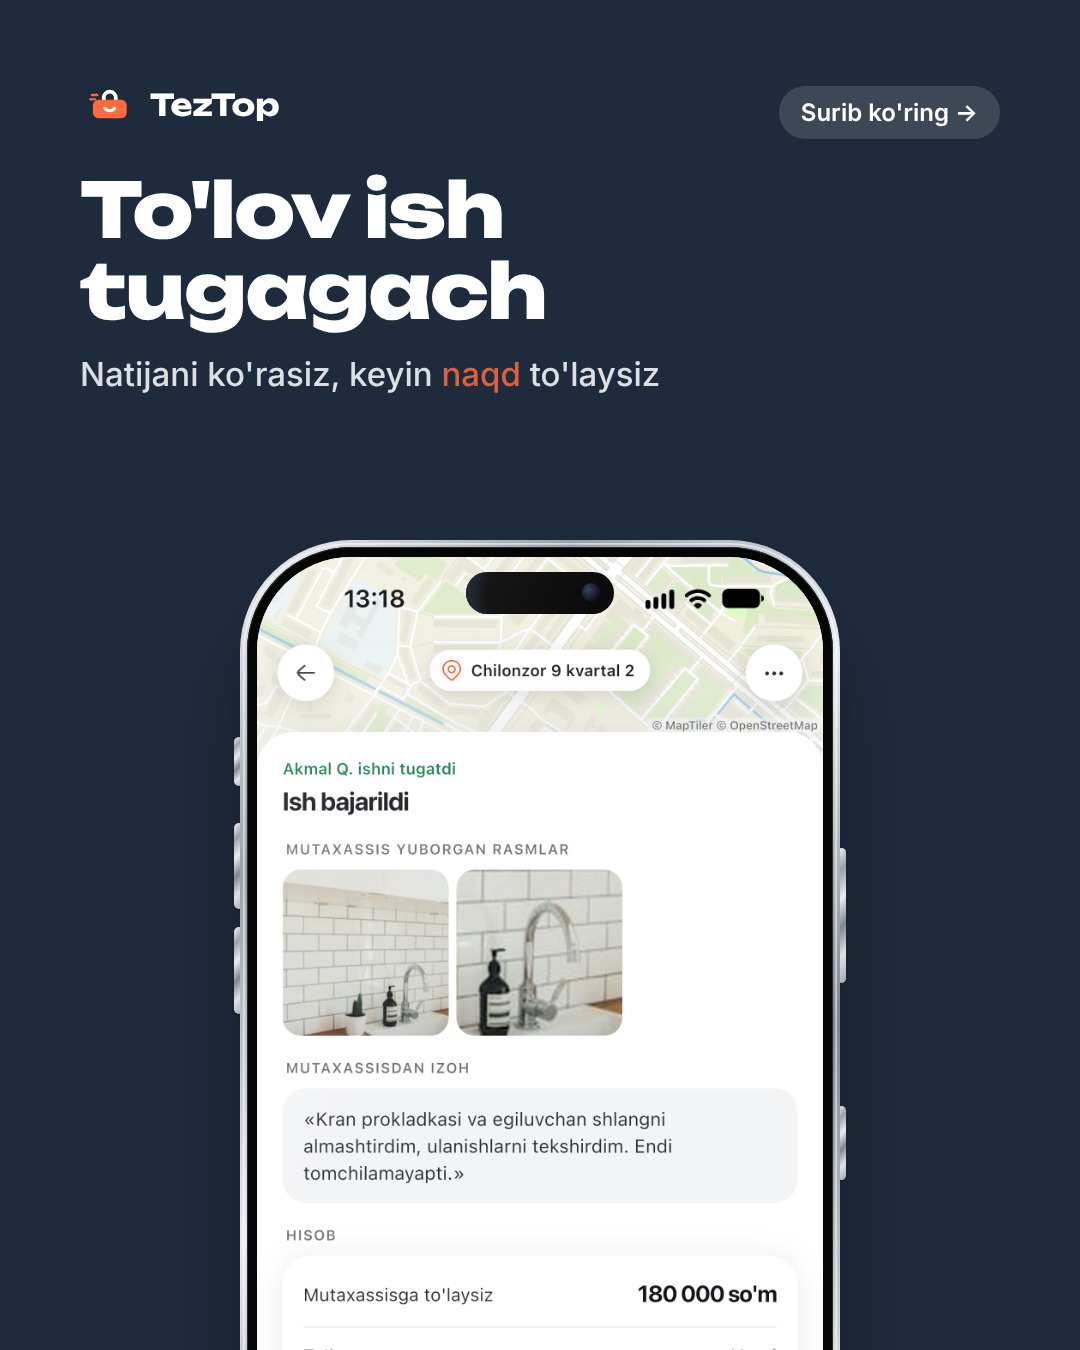 TezTop
Surib ko'ring →
To'lov ish
tugagach
Natijani ko'rasiz, keyin naqd to'laysiz
13:18
Chilonzor 9 kvartal 2
© MapTiler © OpenStreetMap
Akmal Q. ishni tugatdi
Ish bajarildi
MUTAXASSIS YUBORGAN RASMLAR
MUTAXASSISDAN IZOH
«Kran prokladkasi va egiluvchan shlangni
almashtirdim, ulanishlarni tekshirdim. Endi
tomchilamayapti.»
HISOB
Mutaxassisga to'laysiz 180 000 so'm